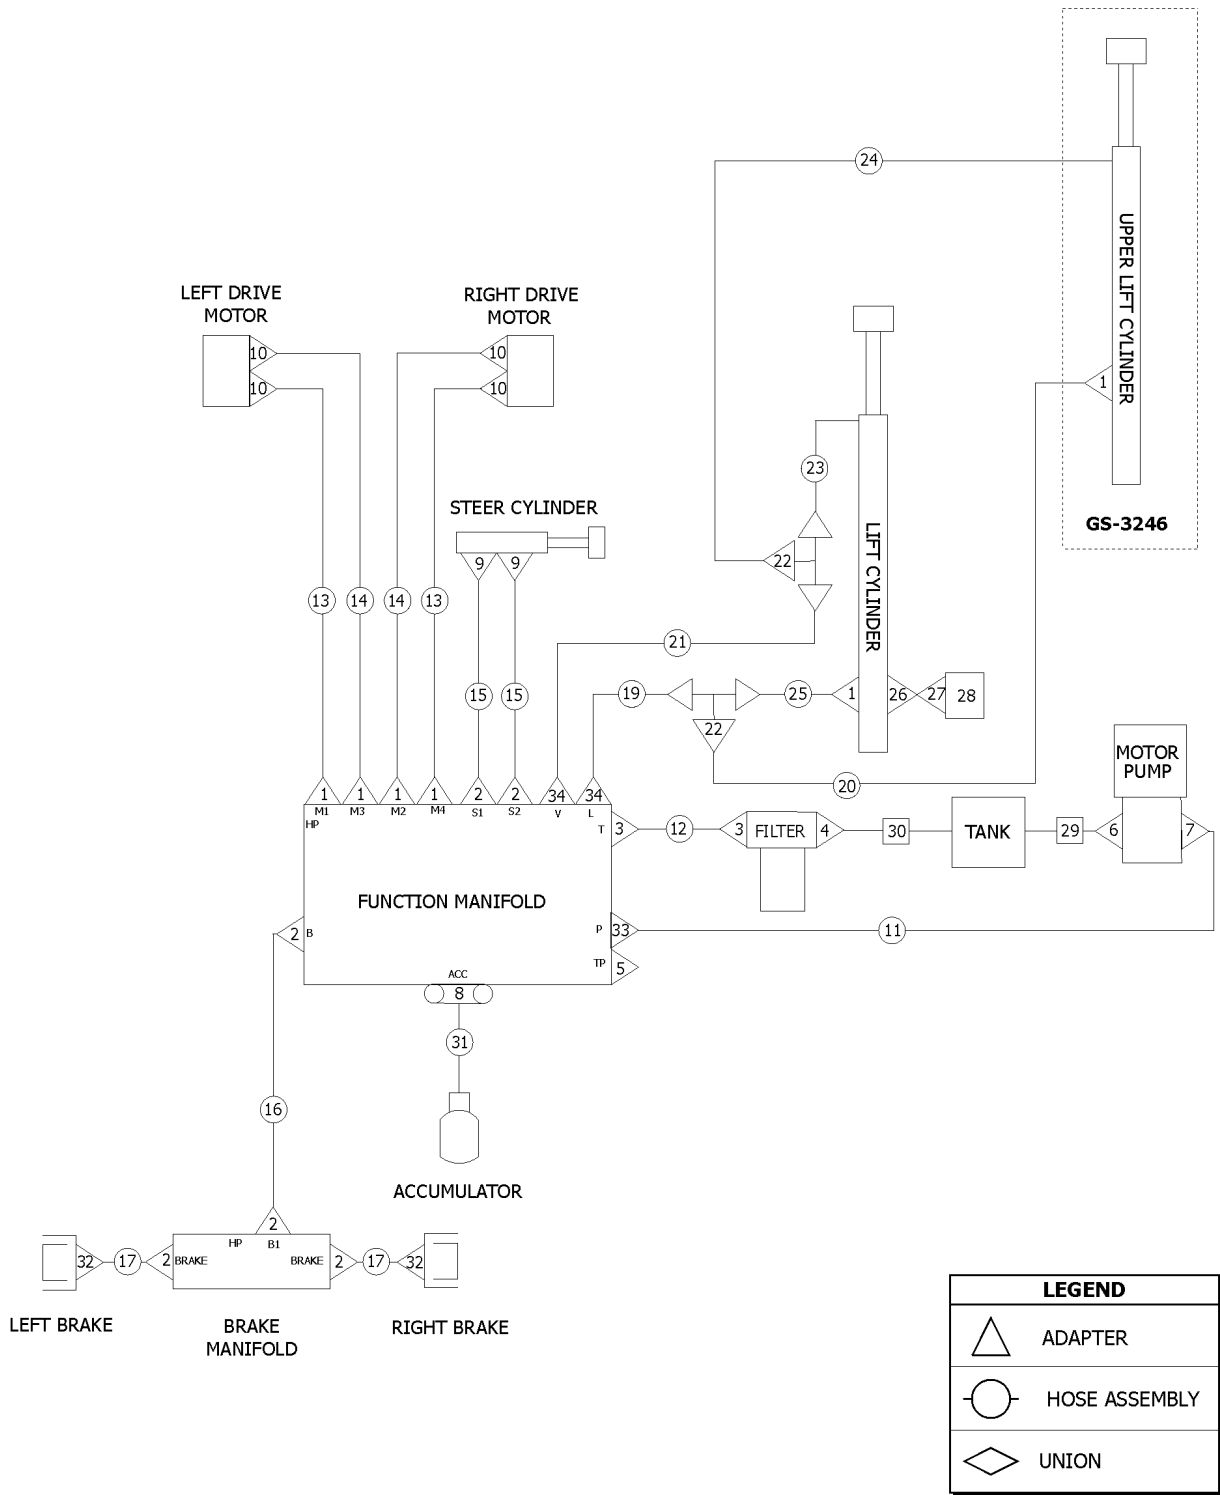 24
UPPER LIFT CYLINDER
LEFT DRIVE
MOTOR
RIGHT DRIVE
MOTOR
10
10
10
10
1
23
STEER CYLINDER
GS-3246
LIFT CYLINDER
9
9
22
13
14
14
13
21
15
15
19
25
1
26
27
28
22
MOTOR
PUMP
20
1
1
1
1
2
2
34
34
M1
M3
M2
M4
S1
S2
V
L
HP
T
3
12
3
FILTER
4
30
TANK
29
6
7
FUNCTION MANIFOLD
2
B
P
33
11
TP
5
ACC
8
31
16
ACCUMULATOR
2
HP
B1
32
17
2
BRAKE
BRAKE
2
17
32
LEFT BRAKE
BRAKE
MANIFOLD
RIGHT BRAKE
LEGEND
ADAPTER
HOSE ASSEMBLY
UNION